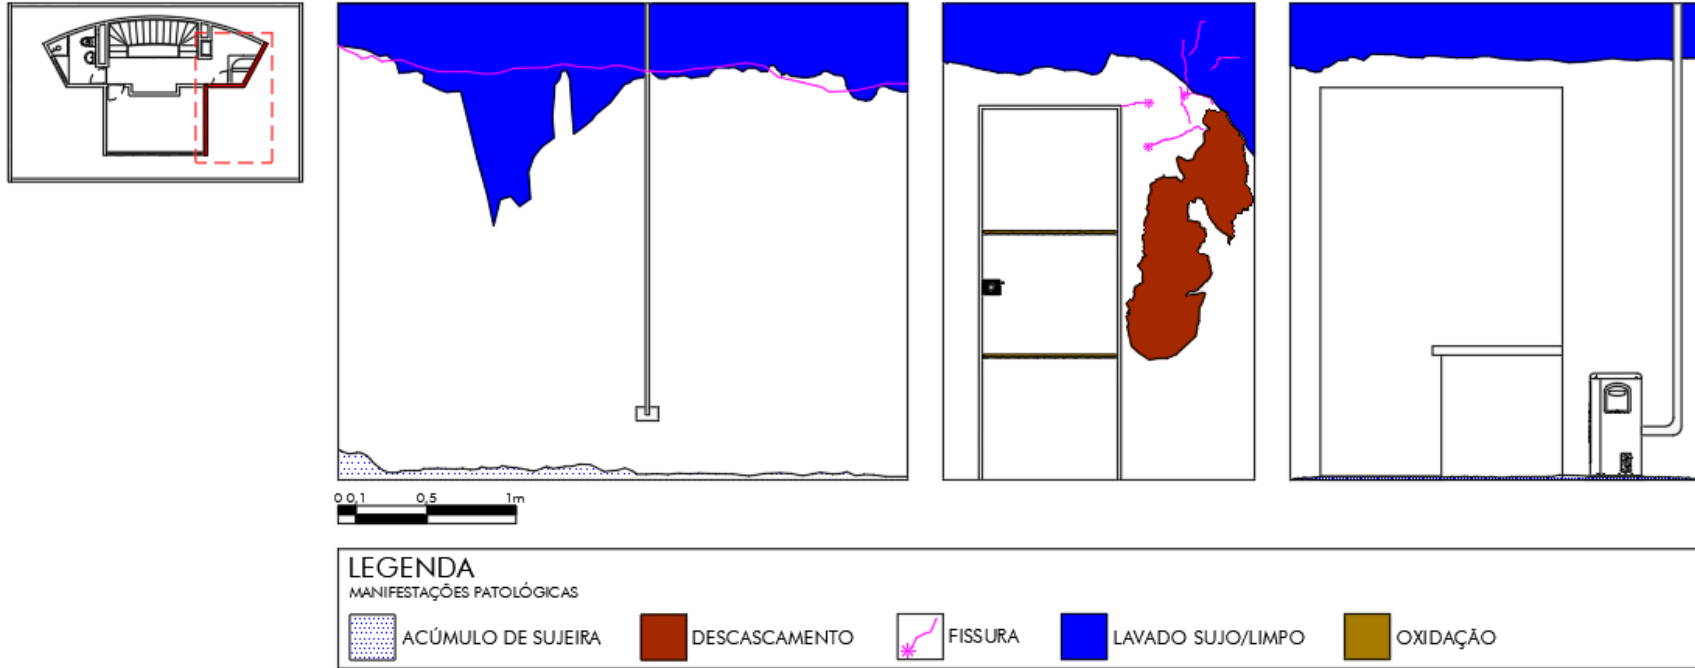 0 0,1 0,5 1m
LEGENDA
MANIFESTAÇÕES PATOLÓGICAS
ACÚMULO DE SUJEIRA DESCASCAMENTO FISSURA LAVADO SUJO/LIMPO OXIDAÇÃO